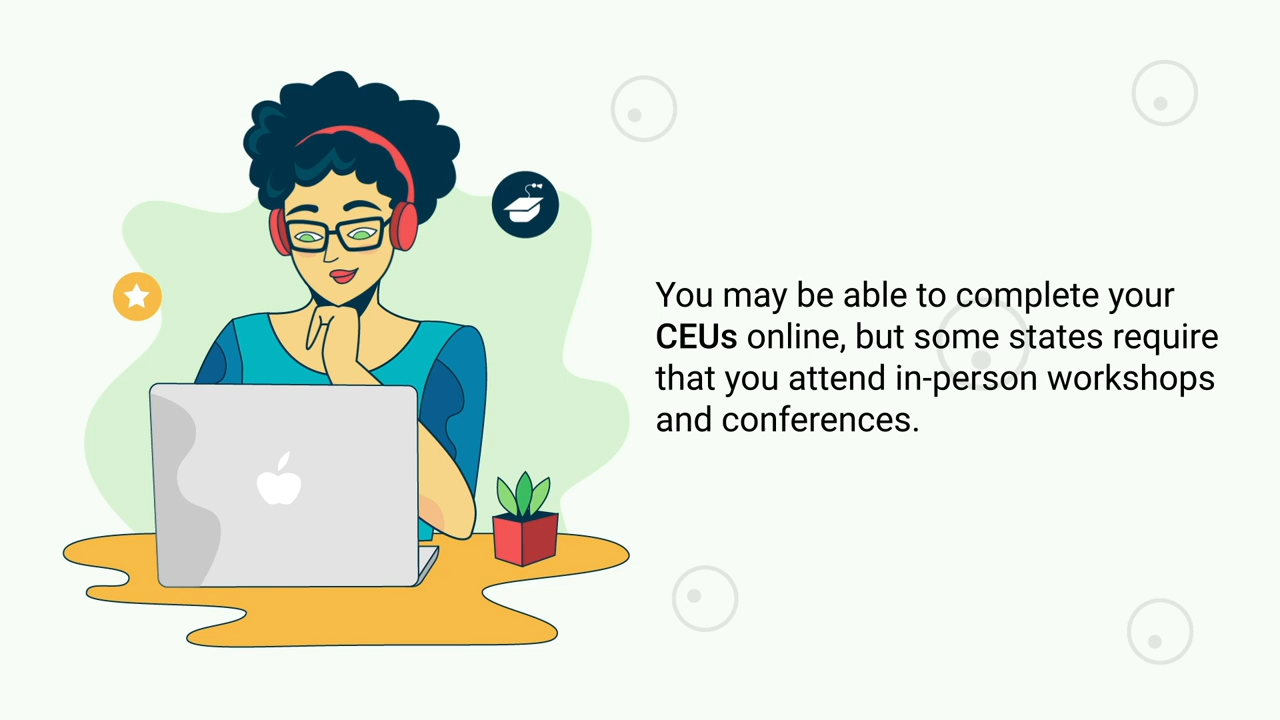 You may be able to complete your
CEUs online, but some states require
that you attend in-person workshops
and conferences.